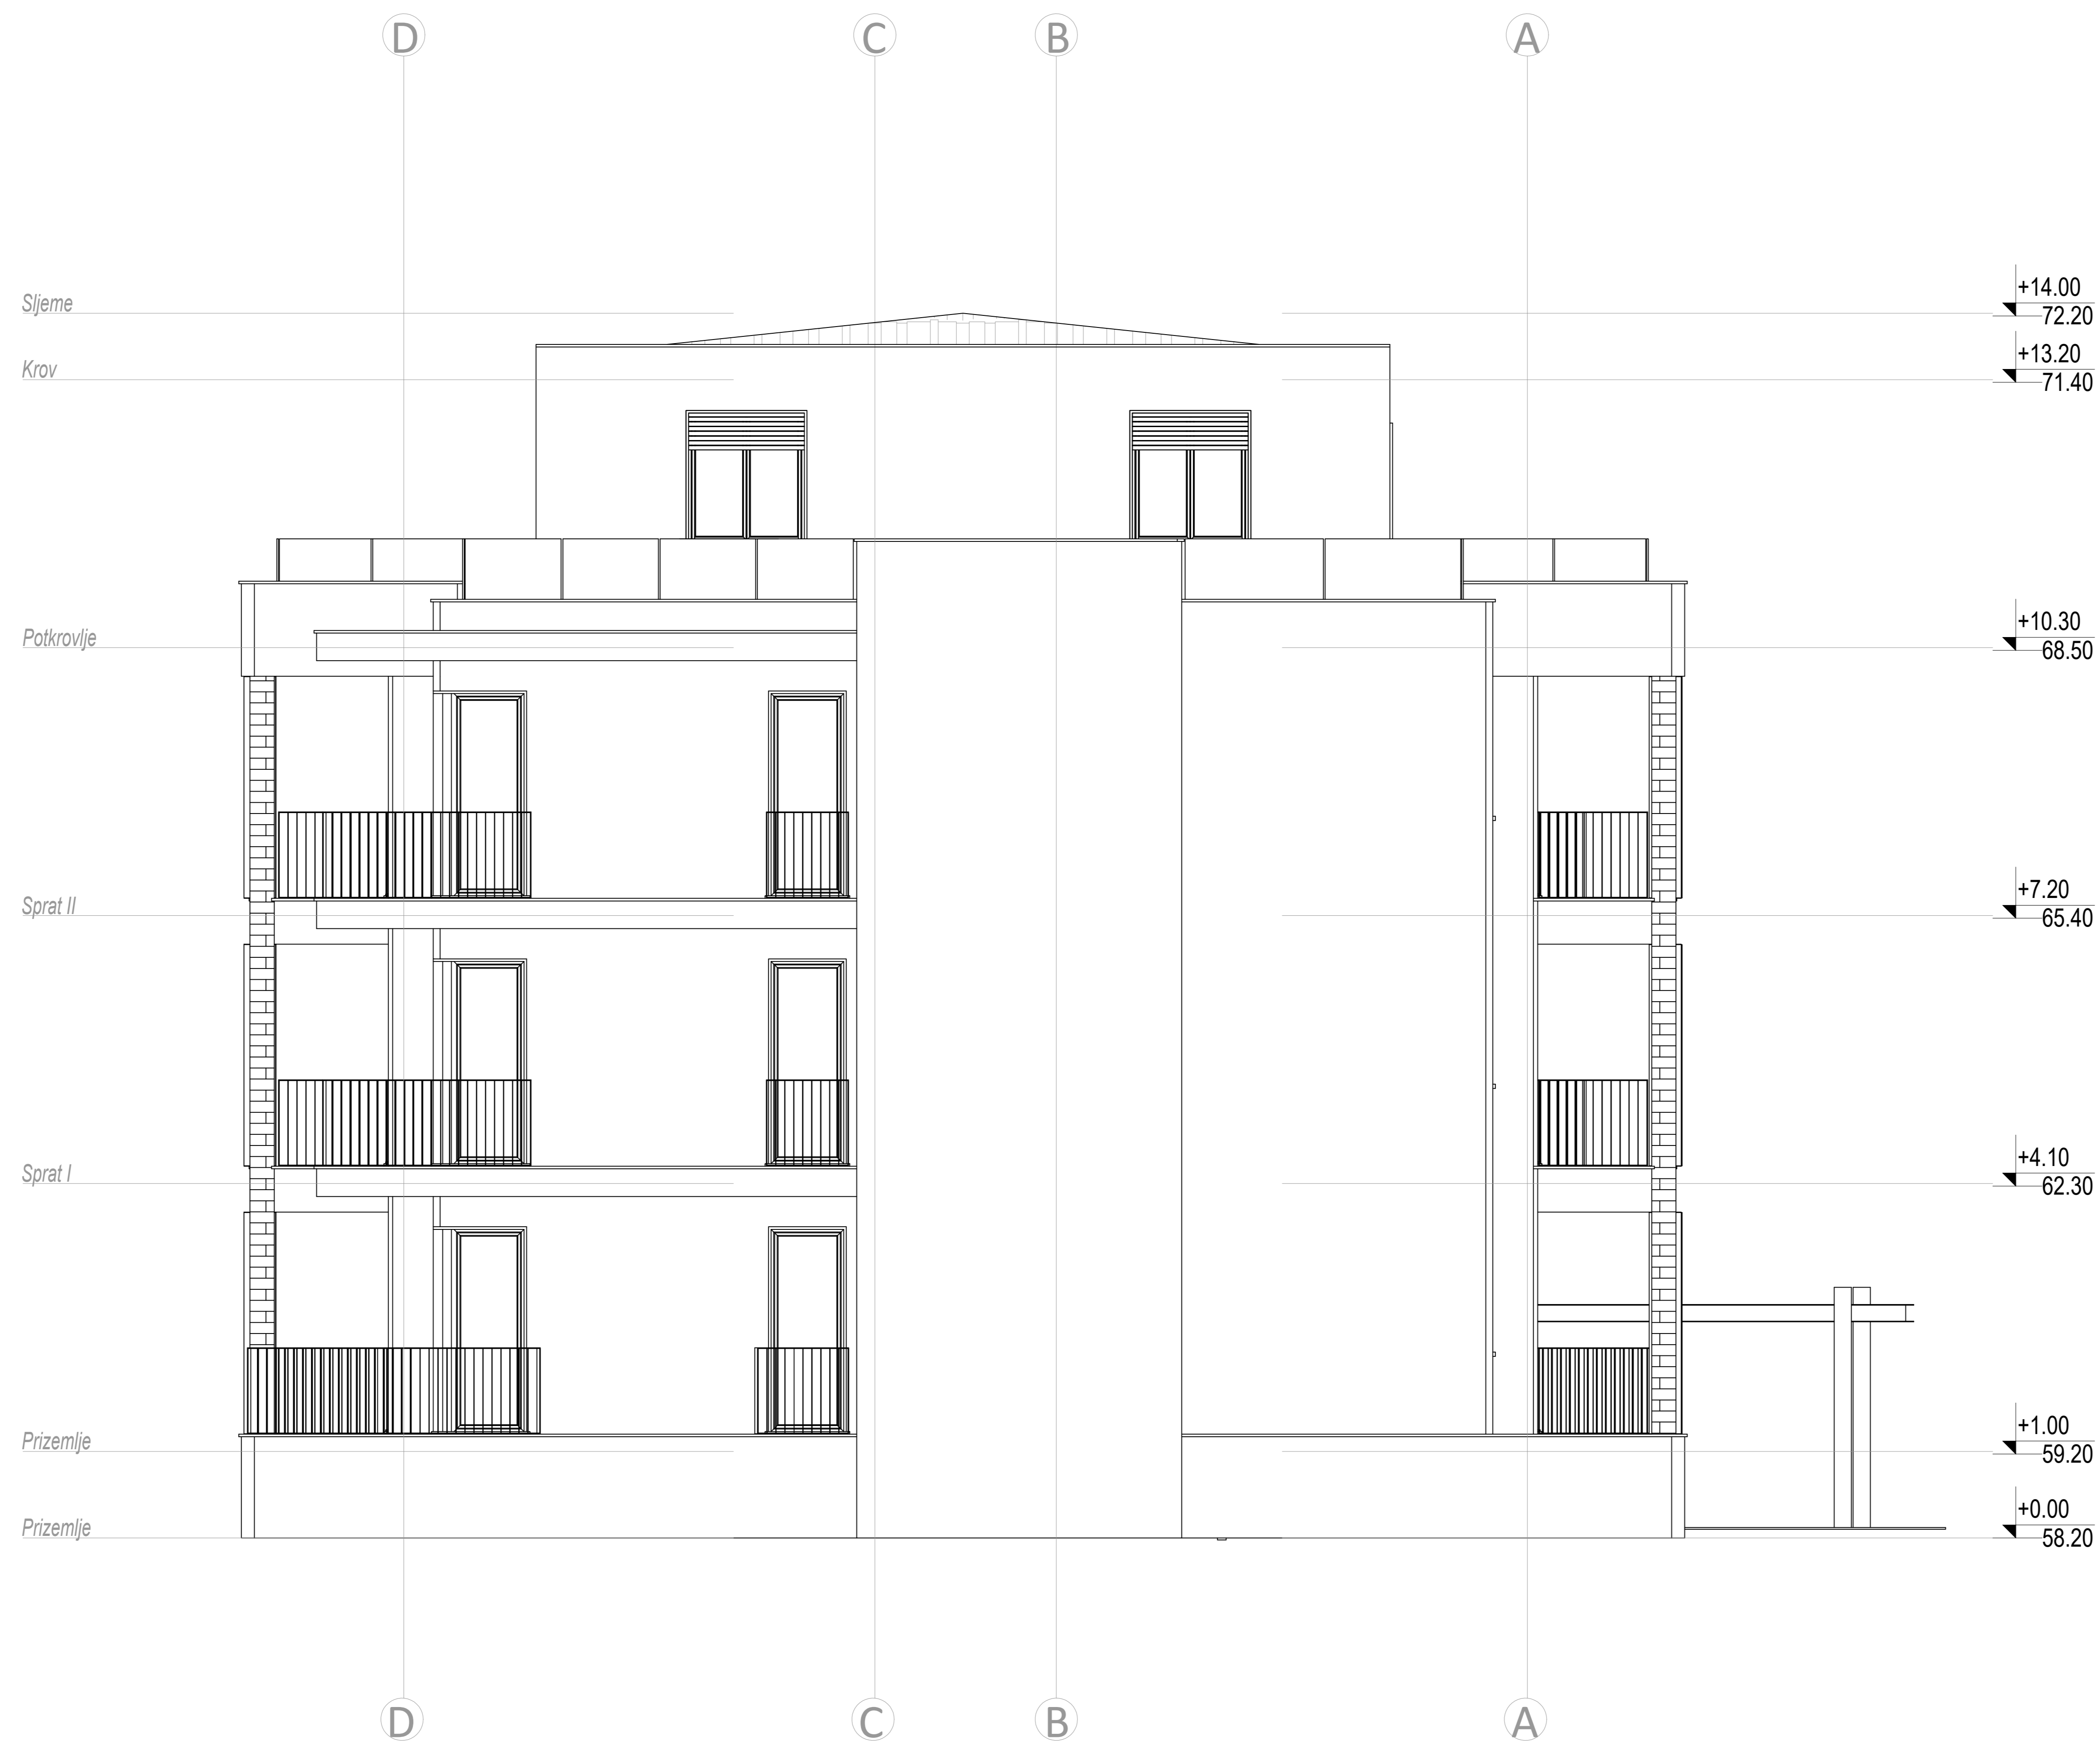 D C B A
Sljeme +14.00
72.20
Krov +13.20
71.40
Potkrovlje +10.30
68.50
Sprat II +7.20
65.40
Sprat I +4.10
62.30
Prizemlje +1.00
59.20
Prizemlje +0.00
58.20
D C B A